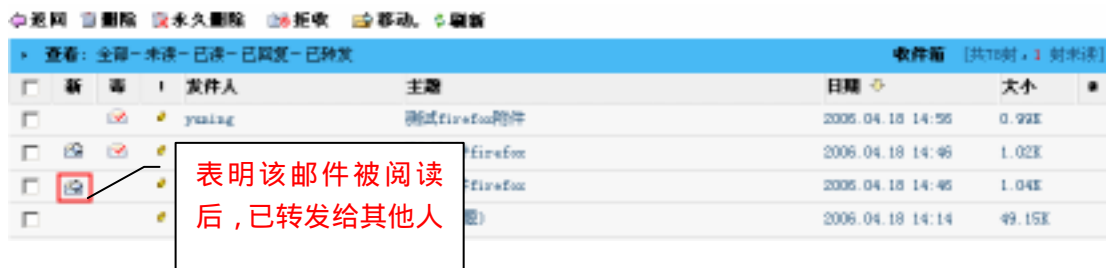 返回 删除 永久删除 拒收 移动 刷新
查看: 全部-未读-已读-已回复-已转发 收件箱 [共78封, 1 封未读]
新 毒 ! 发件人 主题 日期 大小
yuning 测试firefox附件 2006.04.18 14:56 0.99K
firefox 2006.04.18 14:46 1.02K
firefox 2006.04.18 14:46 1.04K
2006.04.18 14:14 49.15K
表明该邮件被阅读
后,已转发给其他人